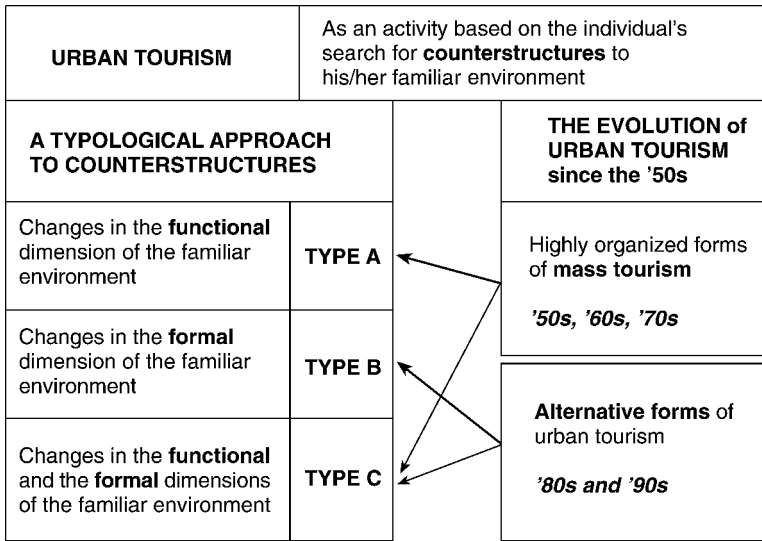 URBAN TOURISM
As an activity based on the individual's
search for counterstructures to
his/her familiar environment
A TYPOLOGICAL APPROACH
TO COUNTERSTRUCTURES
THE EVOLUTION of
URBAN TOURISM
since the '50s
Changes in the functional
dimension of the familiar
environment
TYPE A
Highly organized forms
of mass tourism
'50s, '60s, '70s
Changes in the formal
dimension of the familiar
environment
TYPE B
Alternative forms of
urban tourism
'80s and '90s
Changes in the functional
and the formal dimensions
of the familiar environment
TYPE C